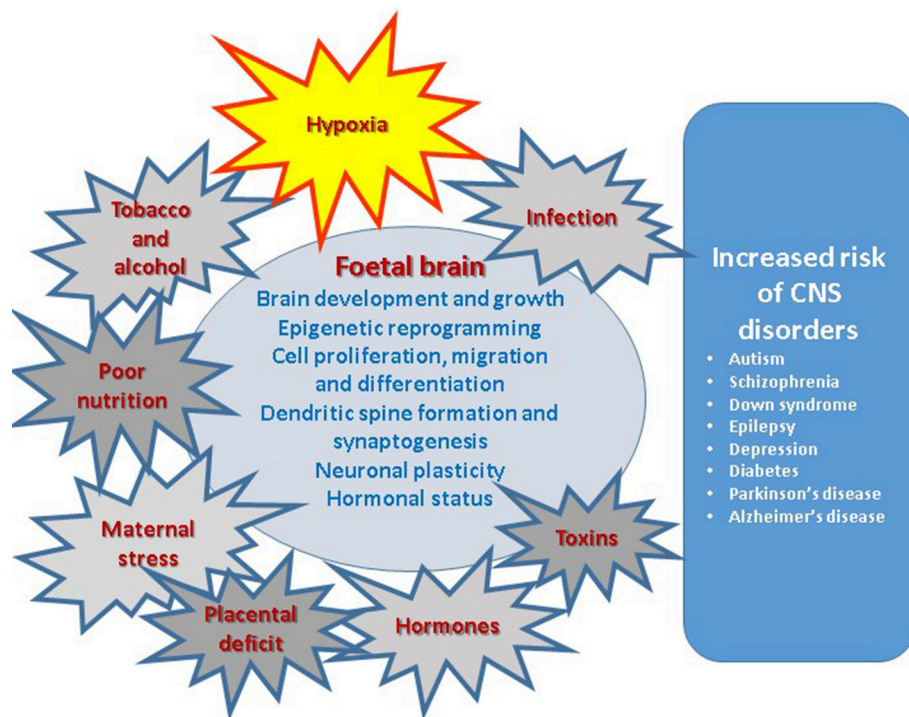 Hypoxia
Tobacco
and
alcohol
Infection
Poor
nutrition
Maternal
stress
Placental
deficit
Hormones
Toxins
Foetal brain
Brain development and growth
Epigenetic reprogramming
Cell proliferation, migration
and differentiation
Dendritic spine formation and
synaptogenesis
Neuronal plasticity
Hormonal status
Increased risk
of CNS
disorders
• Autism
• Schizophrenia
• Down syndrome
• Epilepsy
• Depression
• Diabetes
• Parkinson's disease
• Alzheimer's disease